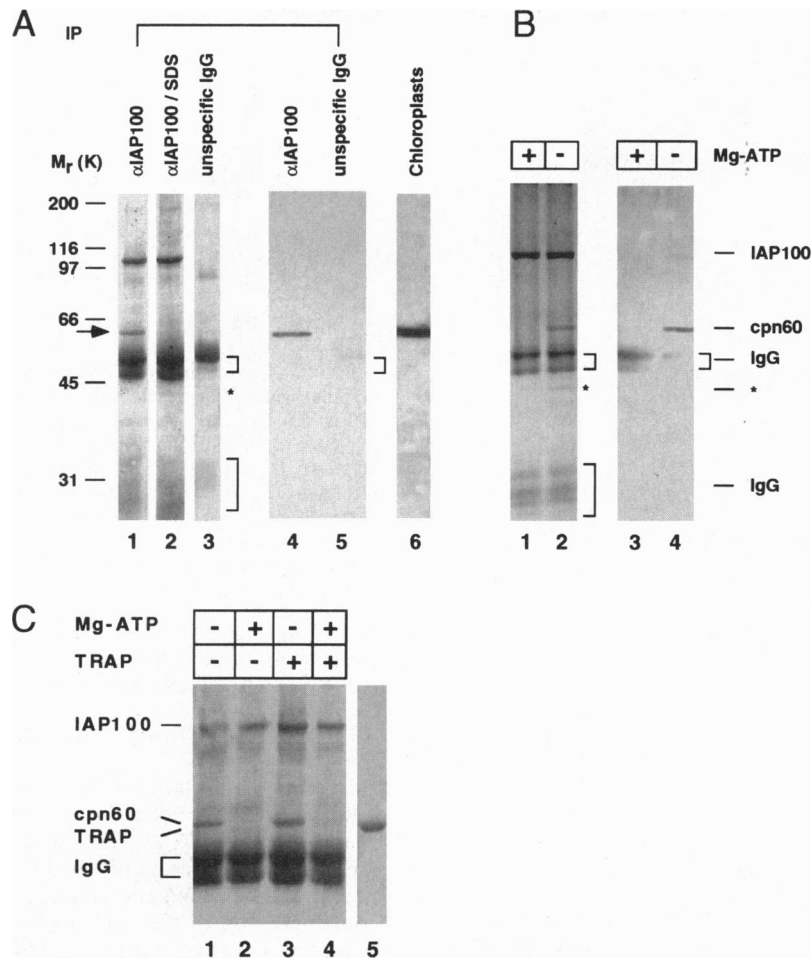 A
IP
αIAP100
αIAP100 / SDS
unspecific IgG
αIAP100
unspecific IgG
Chloroplasts
Mr (K)
200
116
97
66
45
31
*
1 2 3 4 5 6
B
+ - + - Mg-ATP
IAP100
cpn60
IgG
* *
IgG
1 2 3 4
C
Mg-ATP - + - +
TRAP - - + +
IAP100
cpn60
TRAP
IgG
1 2 3 4 5